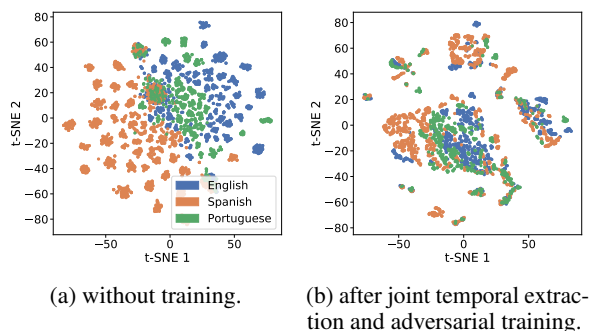 80
60
40
20
0
−20
−40
−60
−80
t-SNE 2
−50
0
50
t-SNE 1
English
Spanish
Portuguese
80
60
40
20
0
−20
−40
−60
−80
t-SNE 2
−50
0
50
t-SNE 1
(a) without training.
(b) after joint temporal extrac-
tion and adversarial training.